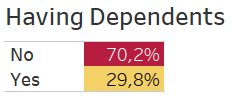 Having Dependents
No 70,2%
Yes 29,8%